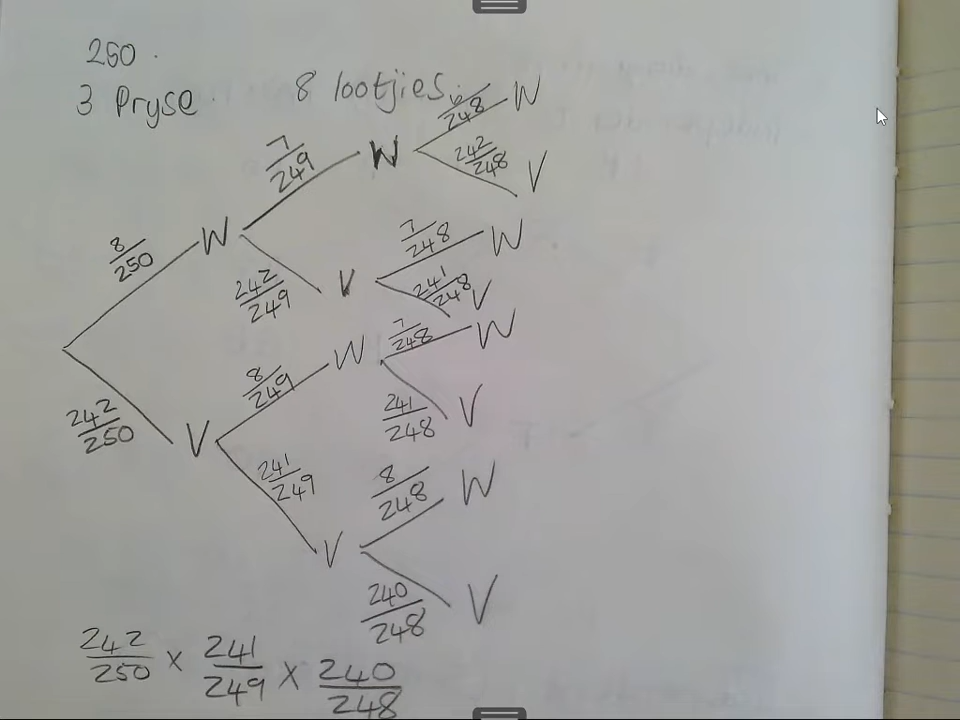 250
3 Pryse 8 lootjies
6/248 W
7/249 W
242/248 V
8/250 W
7/248 W
242/249 V
241/248 V
7/248 W
8/249 W
242/250 V
241/248 V
241/249
8/248 W
V
240/248 V
242/250 x 241/249 x 240/248